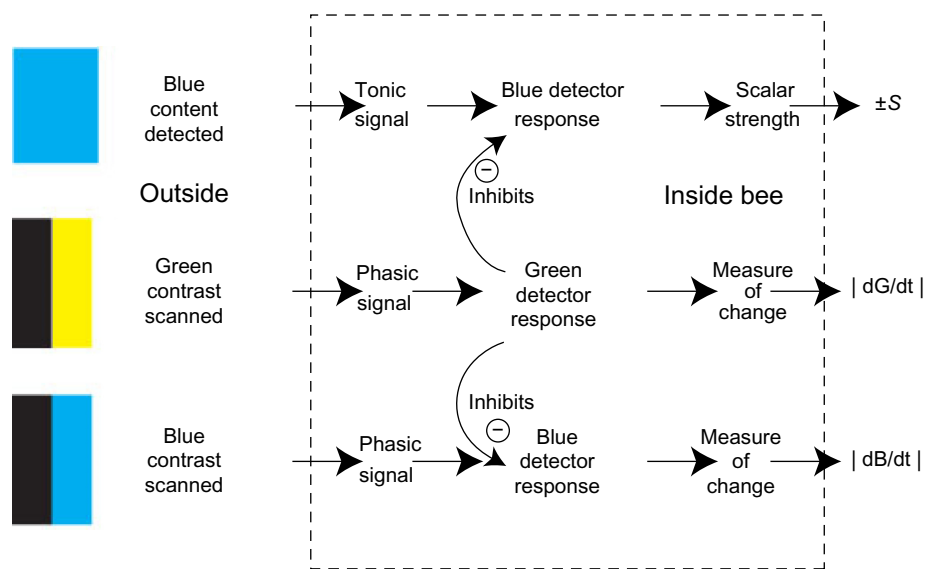 Blue
content
detected
Tonic
signal
Blue detector
response
Scalar
strength
±S
−
Inhibits
Outside
Inside bee
Green
contrast
scanned
Phasic
signal
Green
detector
response
Measure
of
change
| dG/dt |
Inhibits
−
Blue
contrast
scanned
Phasic
signal
Blue
detector
response
Measure
of
change
| dB/dt |